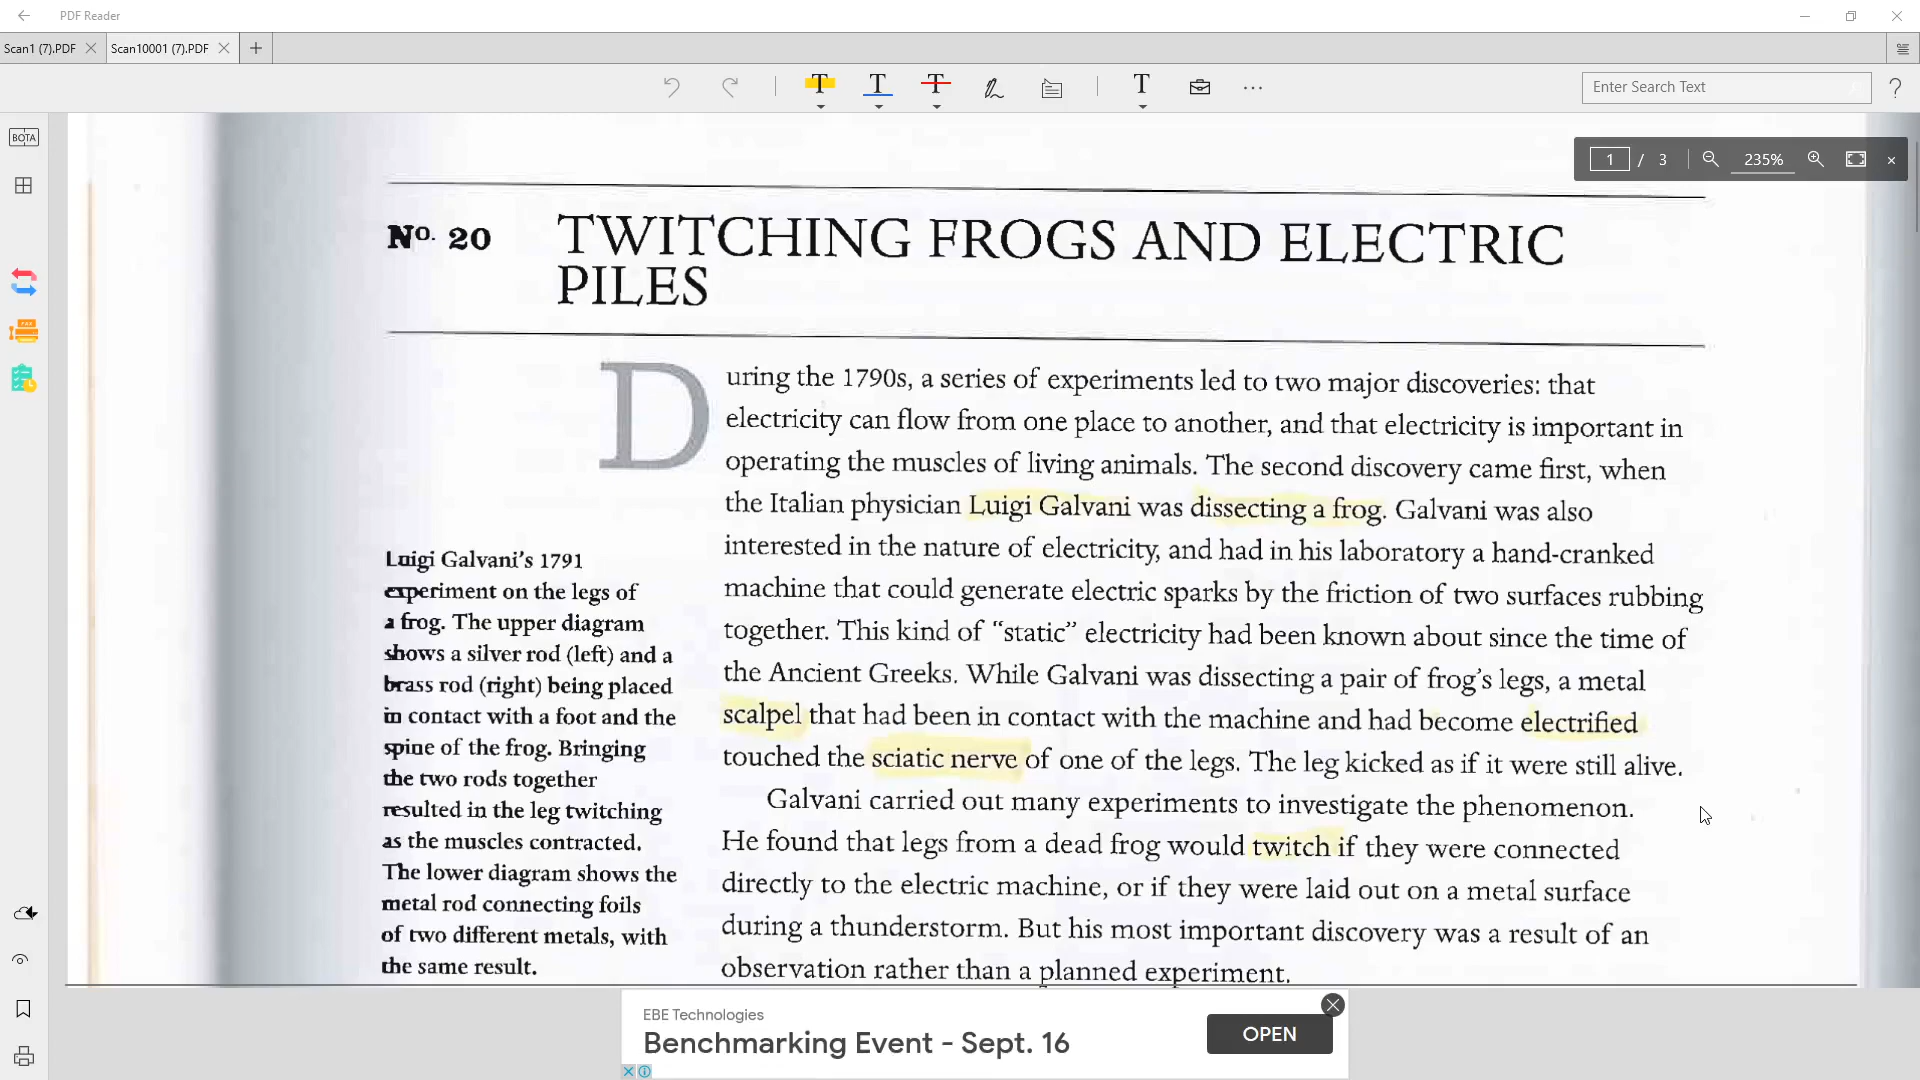 PDF Reader
Scan1 (7).PDF
Scan10001 (7).PDF
Enter Search Text
BOTA
1 / 3
235%
No. 20
TWITCHING FROGS AND ELECTRIC
PILES
During the 1790s, a series of experiments led to two major discoveries: that
electricity can flow from one place to another, and that electricity is important in
operating the muscles of living animals. The second discovery came first, when
the Italian physician Luigi Galvani was dissecting a frog. Galvani was also
interested in the nature of electricity, and had in his laboratory a hand-cranked
machine that could generate electric sparks by the friction of two surfaces rubbing
together. This kind of “static” electricity had been known about since the time of
the Ancient Greeks. While Galvani was dissecting a pair of frog’s legs, a metal
scalpel that had been in contact with the machine and had become electrified
touched the sciatic nerve of one of the legs. The leg kicked as if it were still alive.
Galvani carried out many experiments to investigate the phenomenon.
He found that legs from a dead frog would twitch if they were connected
directly to the electric machine, or if they were laid out on a metal surface
during a thunderstorm. But his most important discovery was a result of an
observation rather than a planned experiment.
Luigi Galvani’s 1791
experiment on the legs of
a frog. The upper diagram
shows a silver rod (left) and a
brass rod (right) being placed
in contact with a foot and the
spine of the frog. Bringing
the two rods together
resulted in the leg twitching
as the muscles contracted.
The lower diagram shows the
metal rod connecting foils
of two different metals, with
the same result.
EBE Technologies
Benchmarking Event - Sept. 16
OPEN